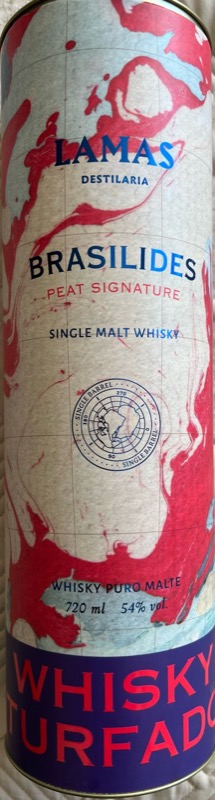 LAMAS
DESTILARIA
BRASILIDES
PEAT SIGNATURE
SINGLE MALT WHISKY
SINGLE BARREL
SINGLE BARREL
WHISKY PURO MALTE
720 ml 54% vol.
WHISKY
TURFADO